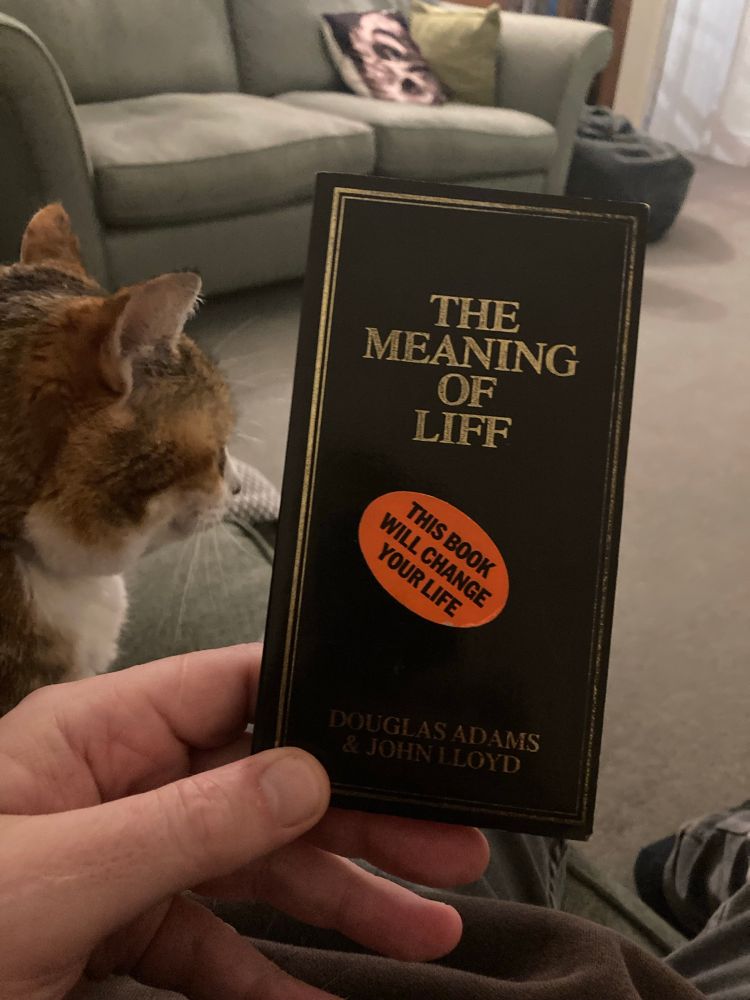 THE
MEANING
OF
LIFF
THIS BOOK
WILL CHANGE
YOUR LIFE
DOUGLAS ADAMS
& JOHN LLOYD